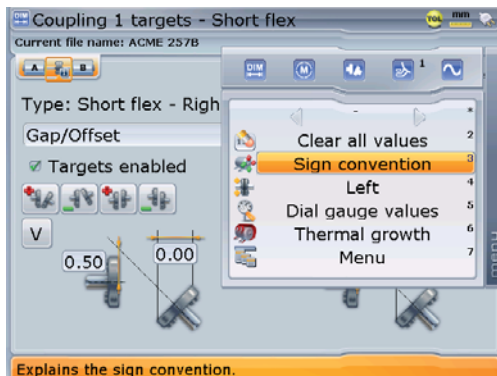 Coupling 1 targets - Short flex
TOL mm
Current file name: ACME 257B
A B
DIM M 1
Type: Short flex - Righ
- *
Gap/Offset
Clear all values 2
Targets enabled
Sign convention 3
Left 4
Dial gauge values 5
V
Thermal growth 6
0.50 0.00
Menu 7
menu
Explains the sign convention.